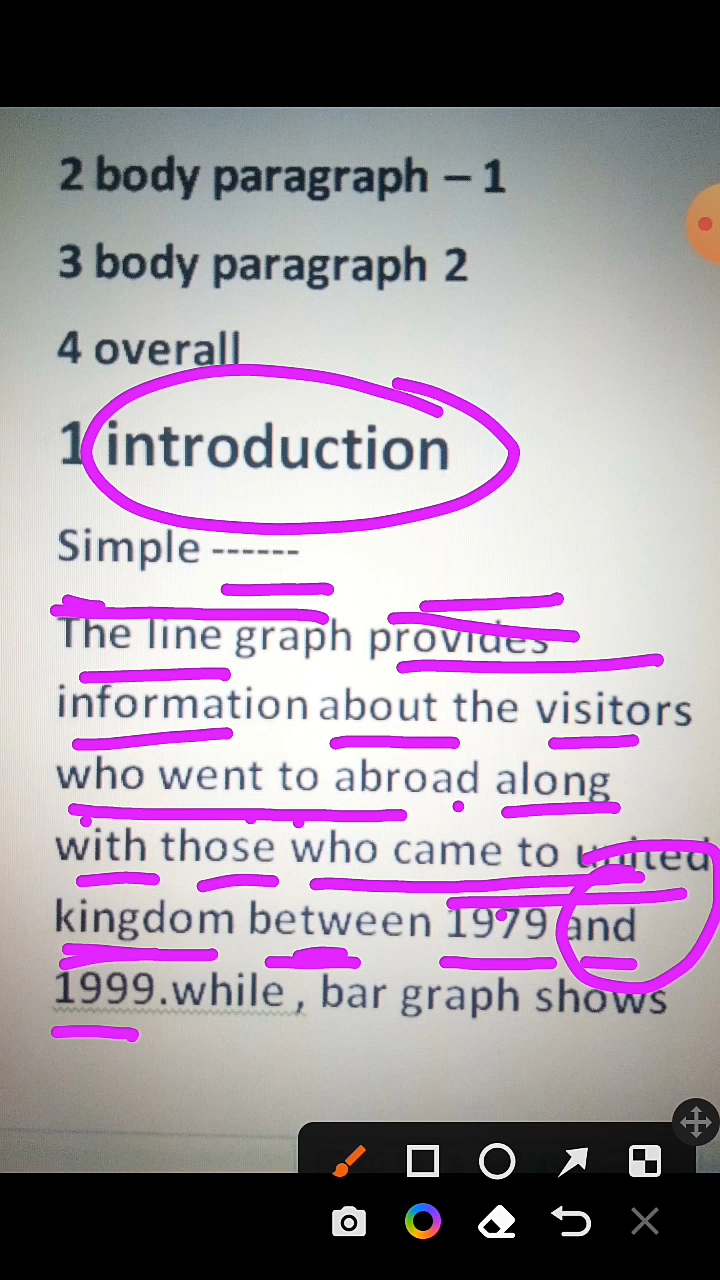 2 body paragraph – 1
3 body paragraph 2
4 overall
1 introduction
Simple ------
The line graph provides
information about the visitors
who went to abroad along
with those who came to united
kingdom between 1979 and
1999.while , bar graph shows